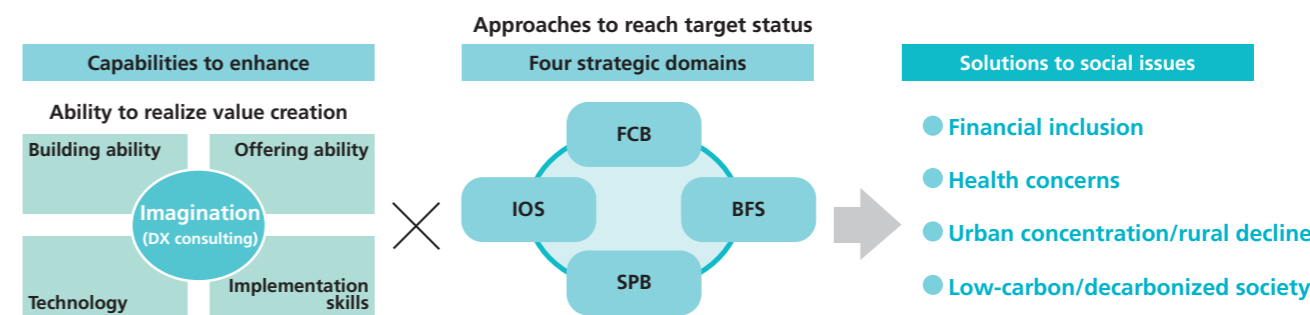 Approaches to reach target status
Capabilities to enhance
Four strategic domains
Solutions to social issues
Ability to realize value creation
Building ability
Offering ability
Imagination
(DX consulting)
Technology
Implementation
skills
FCB
IOS
BFS
SPB
Financial inclusion
Health concerns
Urban concentration/rural decline
Low-carbon/decarbonized society